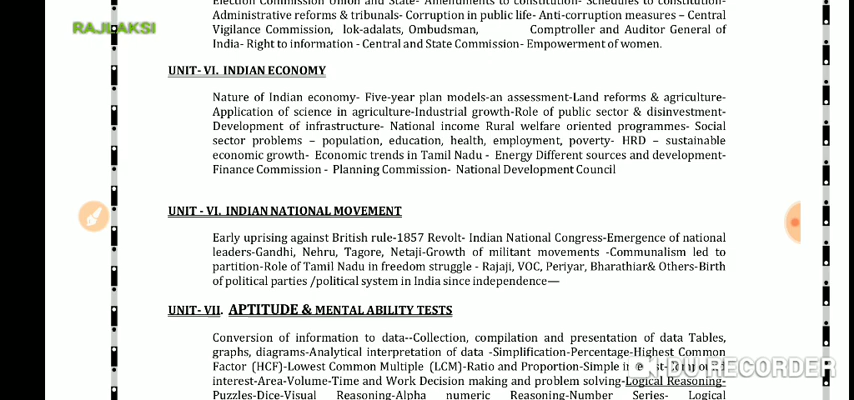 Election Commission Union and State- Amendments to constitution- Schedules to constitution-
RAJLAKSI
Administrative reforms & tribunals- Corruption in public life- Anti-corruption measures – Central
Vigilance Commission, lok-adalats, Ombudsman, Comptroller and Auditor General of
India- Right to information - Central and State Commission- Empowerment of women.
UNIT- VI. INDIAN ECONOMY
Nature of Indian economy- Five-year plan models-an assessment-Land reforms & agriculture-
Application of science in agriculture-Industrial growth-Role of public sector & disinvestment-
Development of infrastructure- National income Rural welfare oriented programmes- Social
sector problems – population, education, health, employment, poverty- HRD – sustainable
economic growth- Economic trends in Tamil Nadu - Energy Different sources and development-
Finance Commission - Planning Commission- National Development Council
UNIT - VI. INDIAN NATIONAL MOVEMENT
Early uprising against British rule-1857 Revolt- Indian National Congress-Emergence of national
leaders-Gandhi, Nehru, Tagore, Netaji-Growth of militant movements -Communalism led to
partition-Role of Tamil Nadu in freedom struggle - Rajaji, VOC, Periyar, Bharathiar& Others-Birth
of political parties /political system in India since independence—
UNIT- VII. APTITUDE & MENTAL ABILITY TESTS
Conversion of information to data--Collection, compilation and presentation of data Tables,
graphs, diagrams-Analytical interpretation of data -Simplification-Percentage-Highest Common
Factor (HCF)-Lowest Common Multiple (LCM)-Ratio and Proportion-Simple
DU RECORDER
interest-Area-Volume-Time and Work Decision making and problem solving-Logical Reasoning-
Puzzles-Dice-Visual Reasoning-Alpha numeric Reasoning-Number Series- Logical